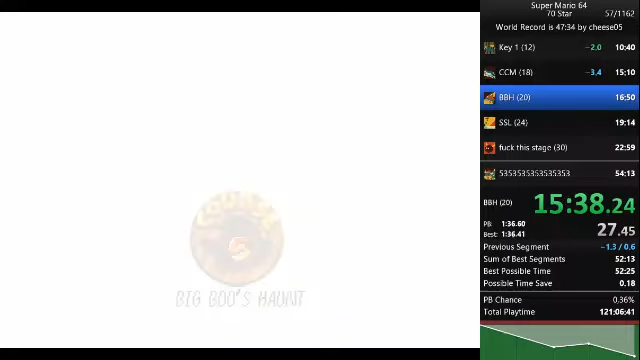 Super Mario 64
70 Star 57/1162
World Record is 47:34 by cheese05
Key 1 (12) −2.0 10:40
CCM (18) −3.4 15:10
BBH (20) 16:50
SSL (24) 19:14
fuck this stage (30) 22:59
5353535353535353 54:13
BBH (20) 15:38.24
PB: 1:36.60
Best: 1:36.41
27.45
Previous Segment −1.3 / 0.6
Sum of Best Segments 52:13
Best Possible Time 52:25
Possible Time Save 0.18
PB Chance 0.36%
Total Playtime 121:06:41
COURSE
5
BIG BOO'S HAUNT